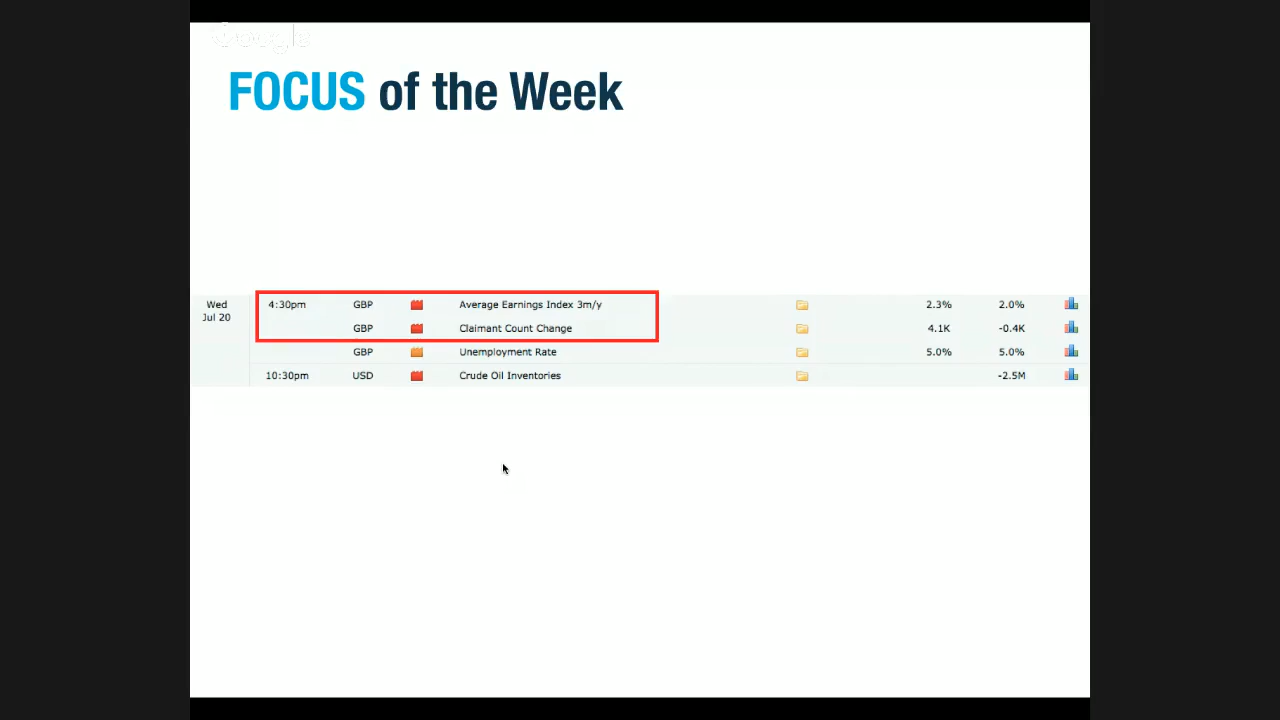 Google
FOCUS of the Week
Wed 4:30pm GBP Average Earnings Index 3m/y 2.3% 2.0%
Jul 20
GBP Claimant Count Change 4.1K -0.4K
GBP Unemployment Rate 5.0% 5.0%
10:30pm USD Crude Oil Inventories -2.5M